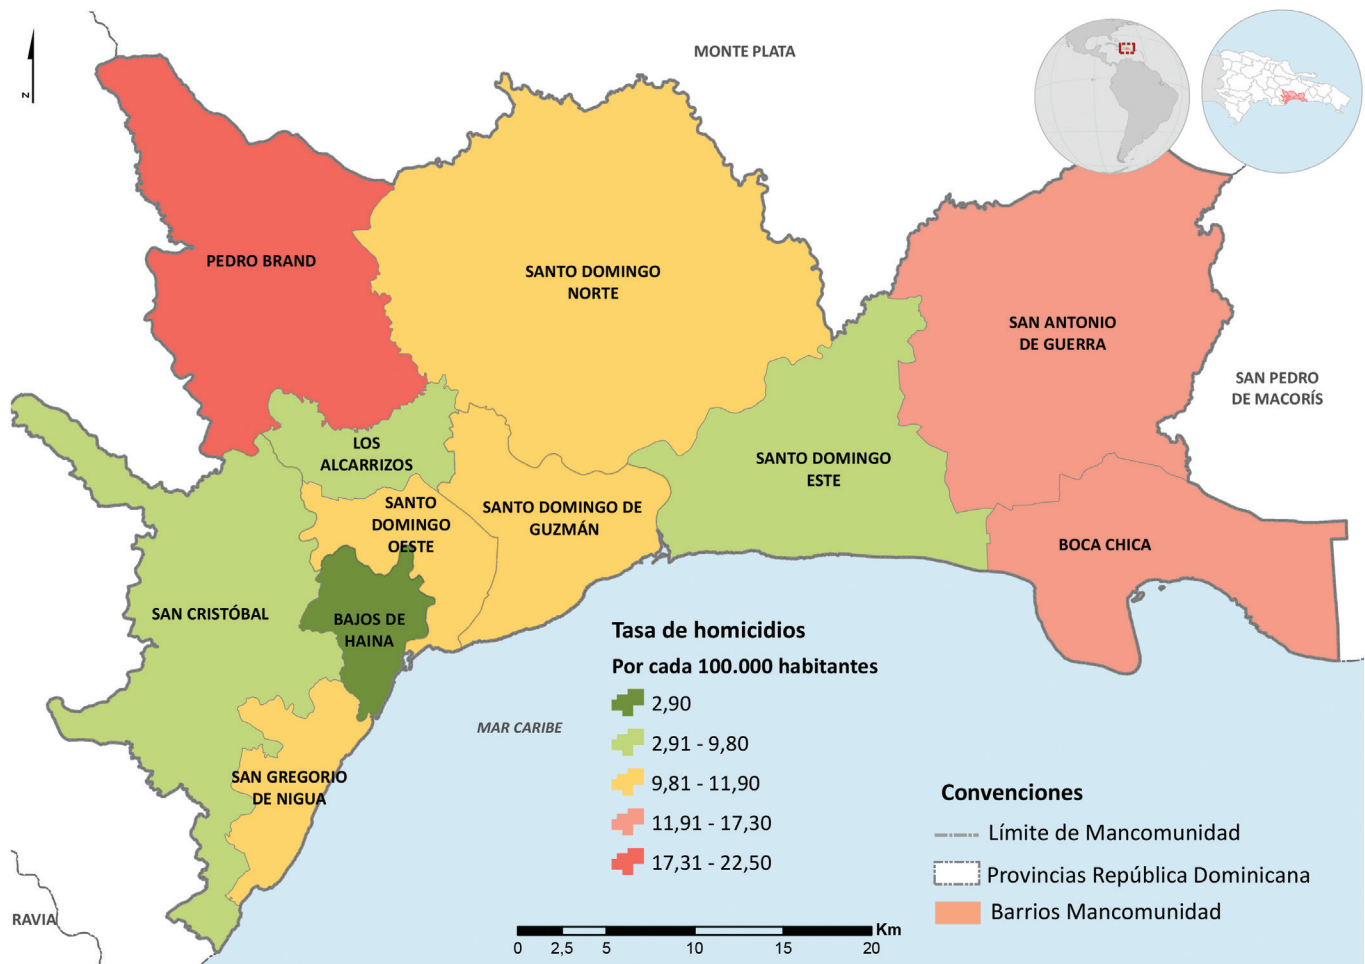 MONTE PLATA
N
PEDRO BRAND
SANTO DOMINGO
NORTE
SAN ANTONIO
DE GUERRA
SAN PEDRO
DE MACORÍS
LOS
ALCARRIZOS
SANTO DOMINGO
ESTE
SANTO
DOMINGO
OESTE
SANTO DOMINGO DE
GUZMÁN
BOCA CHICA
SAN CRISTÓBAL
BAJOS DE
HAINA
MAR CARIBE
SAN GREGORIO
DE NIGUA
RAVIA
Tasa de homicidios
Por cada 100.000 habitantes
2,90
2,91 - 9,80
9,81 - 11,90
11,91 - 17,30
17,31 - 22,50
Convenciones
Límite de Mancomunidad
Provincias República Dominicana
Barrios Mancomunidad
Km
0 2,5 5 10 15 20